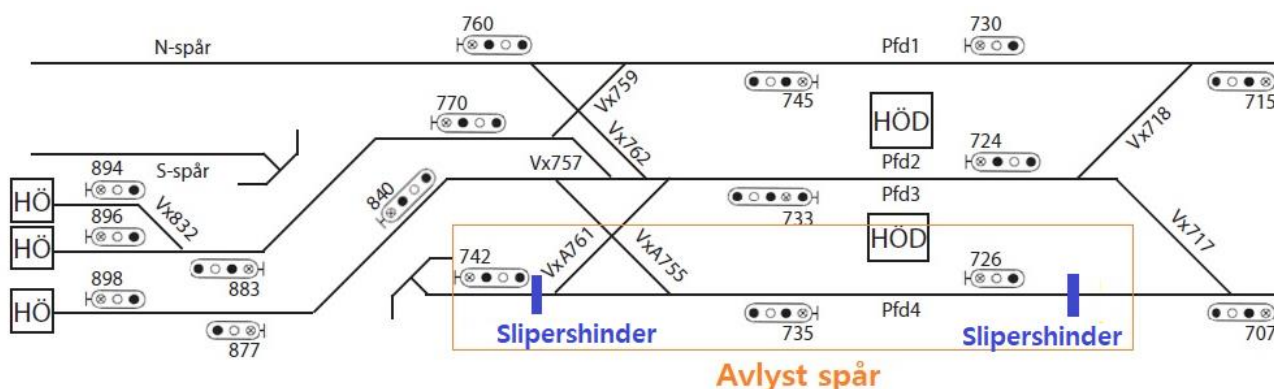 760
730
N-spår
Pfd1
Vx759
770
745
715
HÖD
Vx762
724
Vx718
894
S-spår
Vx757
Pfd2
840
Pfd3
HÖ
Vx832
896
733
HÖ
HÖD
Vx717
742
VxA761
VxA755
726
898
883
HÖ
Slipershinder
735
Pfd4
Slipershinder
707
877
Avlyst spår